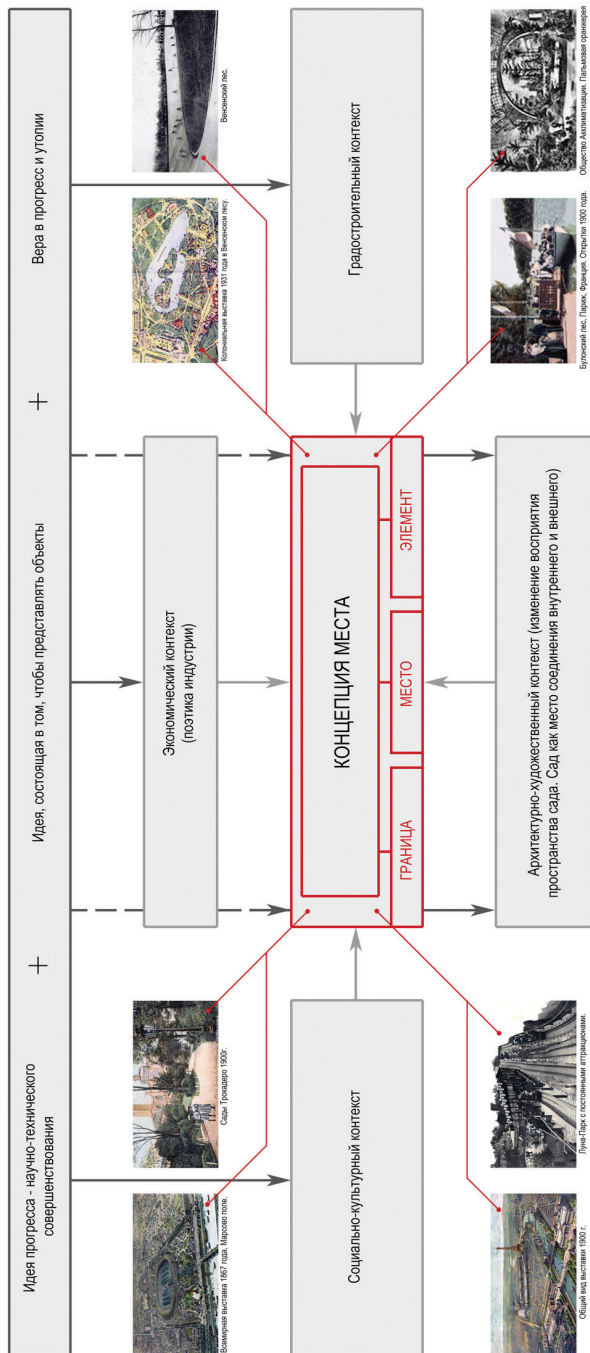 Идея прогресса - научно-технического
совершенствования
+
Идея, состоящая в том, чтобы представлять объекты
+
Вера в прогресс и утопии
Всемирная выставка 1867 года, Марсово поле.
Сады Трокадеро 1900г.
Экономический контекст
(поэтика индустрии)
Колониальная выставка 1931 года в Венсенском лесу.
Венсенский лес.
Социально-культурный контекст
КОНЦЕПЦИЯ МЕСТА
ГРАНИЦА
МЕСТО
ЭЛЕМЕНТ
Градостроительный контекст
Общий вид выставки 1900 г.
Луна-Парк с постоянными аттракционами.
Архитектурно-художественный контекст (изменение восприятия
пространства сада. Сад как место соединения внутреннего и внешнего)
Булонский лес, Париж, Франция. Открытки 1900 года.
Общество Акклиматизации. Пальмовая оранжерея